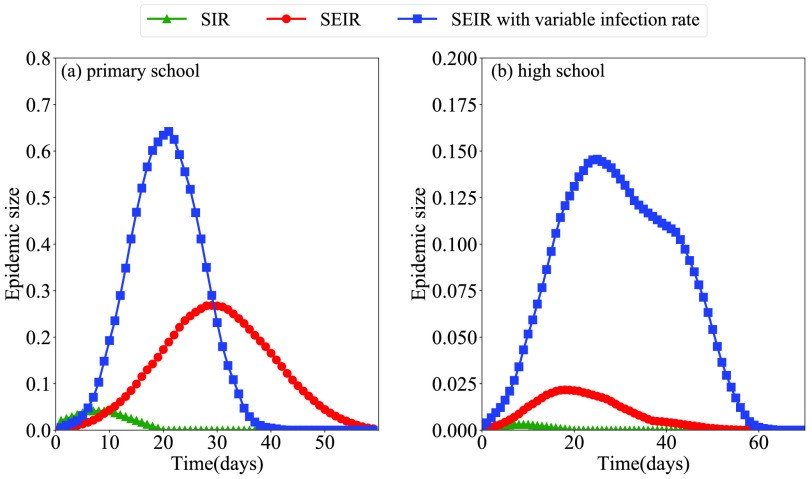 SIR SEIR SEIR with variable infection rate
(a) primary school
0.8
0.7
0.6
0.5
0.4
0.3
0.2
0.1
0.0
Epidemic size
0 10 20 30 40 50
Time(days)
(b) high school
0.200
0.175
0.150
0.125
0.100
0.075
0.050
0.025
0.000
Epidemic size
0 20 40 60
Time(days)